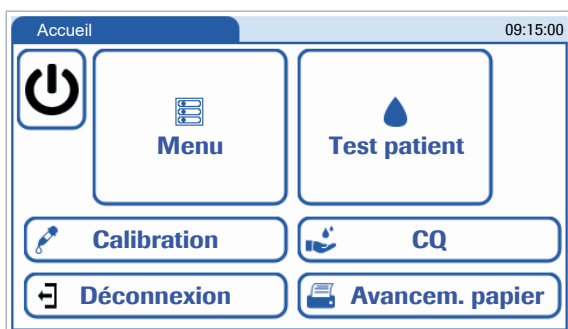 Accueil
09:15:00
Menu
Test patient
Calibration
CQ
Déconnexion
Avancem. papier